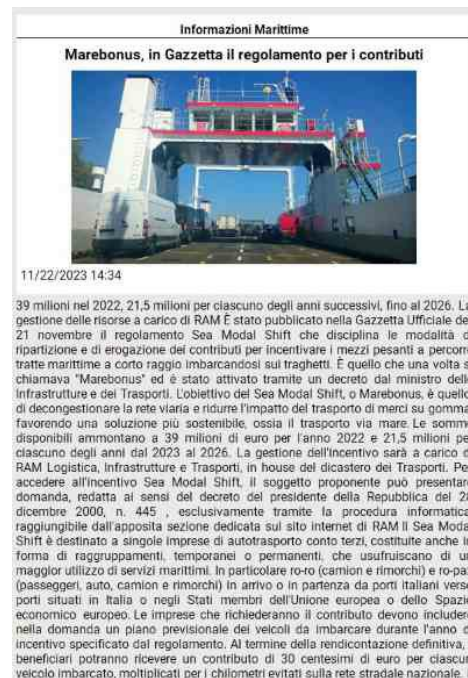 Informazioni Marittime
Marebonus, in Gazzetta il regolamento per i contributi
11/22/2023 14:34
39 milioni nel 2022, 21,5 milioni per ciascuno degli anni successivi, fino al 2026. La
gestione delle risorse a carico di RAM È stato pubblicato nella Gazzetta Ufficiale del
21 novembre il regolamento Sea Modal Shift che disciplina le modalità di
ripartizione e di erogazione dei contributi per incentivare i mezzi pesanti a percorre
tratte marittime a corto raggio imbarcandosi sui traghetti. È quello che una volta si
chiamava "Marebonus" ed è stato attivato tramite un decreto dal ministro delle
Infrastrutture e dei Trasporti. L'obiettivo del Sea Modal Shift, o Marebonus, è quello
di decongestionare la rete viaria e ridurre l'impatto del trasporto di merci su gomma,
favorendo una soluzione più sostenibile, ossia il trasporto via mare. Le somme
disponibili ammontano a 39 milioni di euro per l'anno 2022 e 21,5 milioni per
ciascuno degli anni dal 2023 al 2026. La gestione dell'incentivo sarà a carico di
RAM Logistica, Infrastrutture e Trasporti, in house del dicastero dei Trasporti. Per
accedere all'incentivo Sea Modal Shift, il soggetto proponente può presentare
domanda, redatta ai sensi del decreto del presidente della Repubblica del 28
dicembre 2000, n. 445 , esclusivamente tramite la procedura informatica,
raggiungibile dall'apposita sezione dedicata sul sito internet di RAM Il Sea Modal
Shift è destinato a singole imprese di autotrasporto conto terzi, costituite anche in
forma di raggruppamenti, temporanei o permanenti, che usufruiscano di un
maggior utilizzo di servizi marittimi. In particolare ro-ro (camion e rimorchi) e ro-pax
(passeggeri, auto, camion e rimorchi) in arrivo o in partenza da porti italiani verso
porti situati in Italia o negli Stati membri dell'Unione europea o dello Spazio
economico europeo. Le imprese che richiederanno il contributo devono includere
nella domanda un piano previsionale dei veicoli da imbarcare durante l'anno di
incentivo specificato dal regolamento. Al termine della rendicontazione definitiva, i
beneficiari potranno ricevere un contributo di 30 centesimi di euro per ciascun
veicolo imbarcato, moltiplicati per i chilometri evitati sulla rete stradale nazionale.